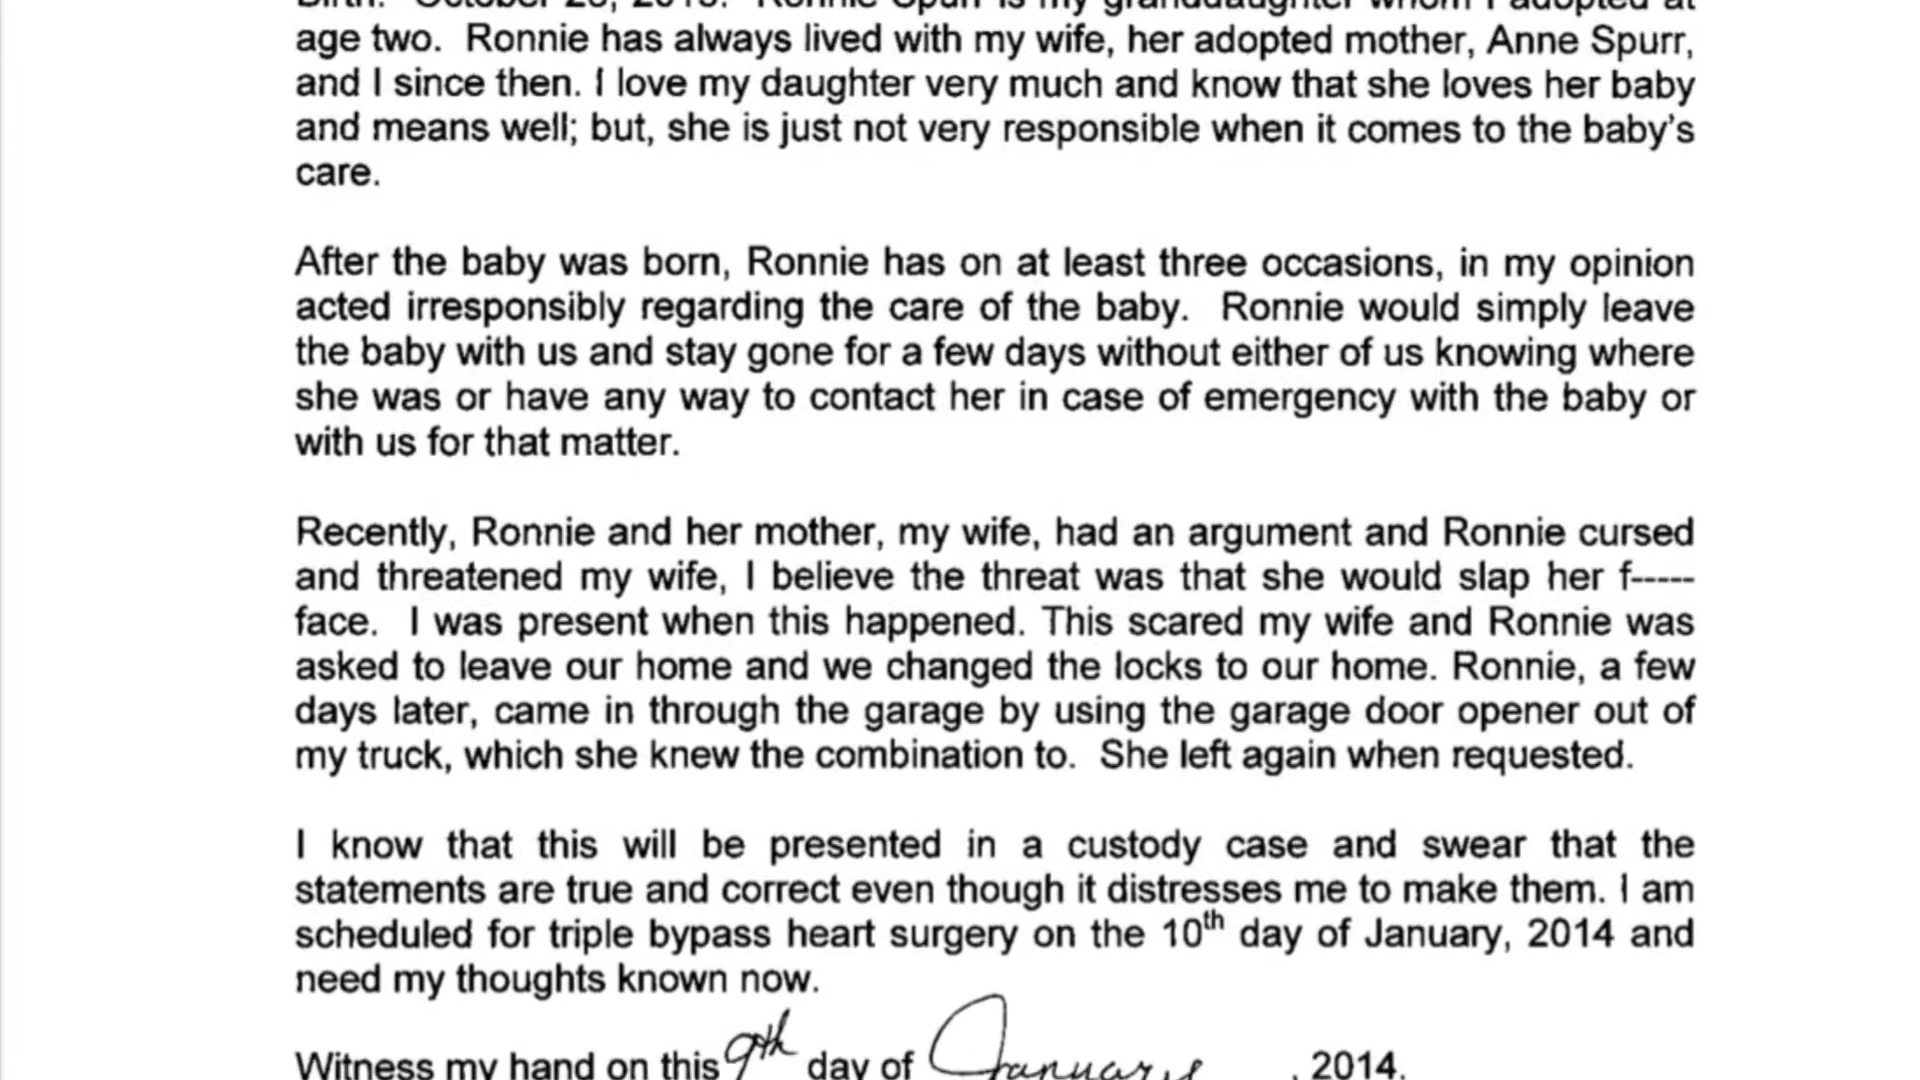 Birth: October 28, 2013. Ronnie Spurr is my granddaughter whom I adopted at
age two. Ronnie has always lived with my wife, her adopted mother, Anne Spurr,
and I since then. I love my daughter very much and know that she loves her baby
and means well; but, she is just not very responsible when it comes to the baby's
care.
After the baby was born, Ronnie has on at least three occasions, in my opinion
acted irresponsibly regarding the care of the baby. Ronnie would simply leave
the baby with us and stay gone for a few days without either of us knowing where
she was or have any way to contact her in case of emergency with the baby or
with us for that matter.
Recently, Ronnie and her mother, my wife, had an argument and Ronnie cursed
and threatened my wife, I believe the threat was that she would slap her f-----
face. I was present when this happened. This scared my wife and Ronnie was
asked to leave our home and we changed the locks to our home. Ronnie, a few
days later, came in through the garage by using the garage door opener out of
my truck, which she knew the combination to. She left again when requested.
I know that this will be presented in a custody case and swear that the
statements are true and correct even though it distresses me to make them. I am
scheduled for triple bypass heart surgery on the 10th day of January, 2014 and
need my thoughts known now.
Witness my hand on this 9th day of January, 2014.